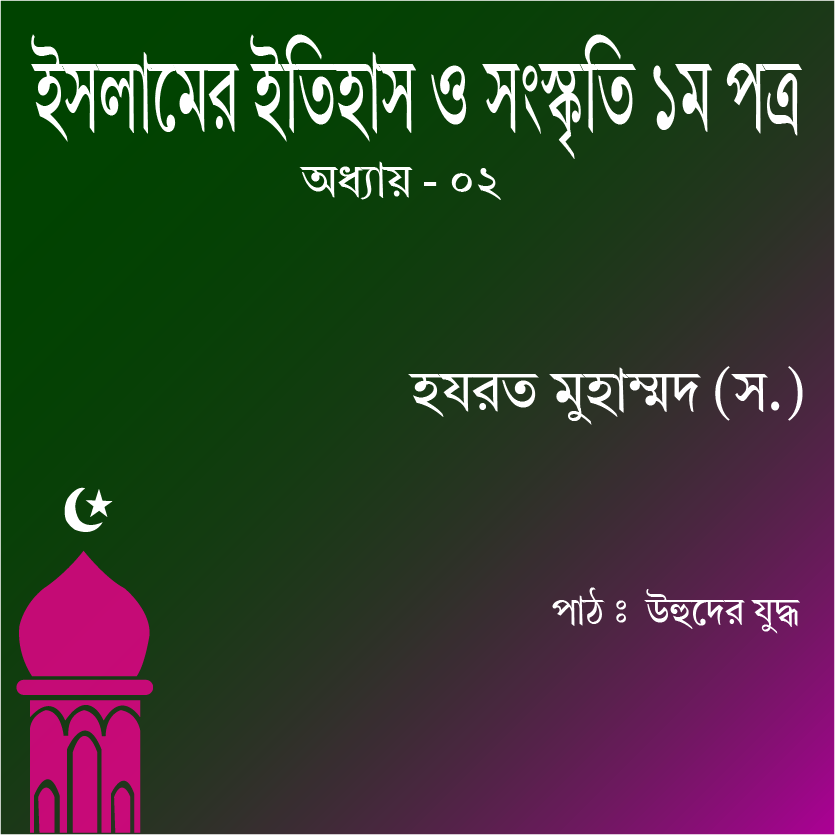 ইসলামের ইতিহাস ও সংস্কৃতি ১ম পত্র
অধ্যায় - ০২
হযরত মুহাম্মদ (স.)
পাঠ ঃ উহুদের যুদ্ধ